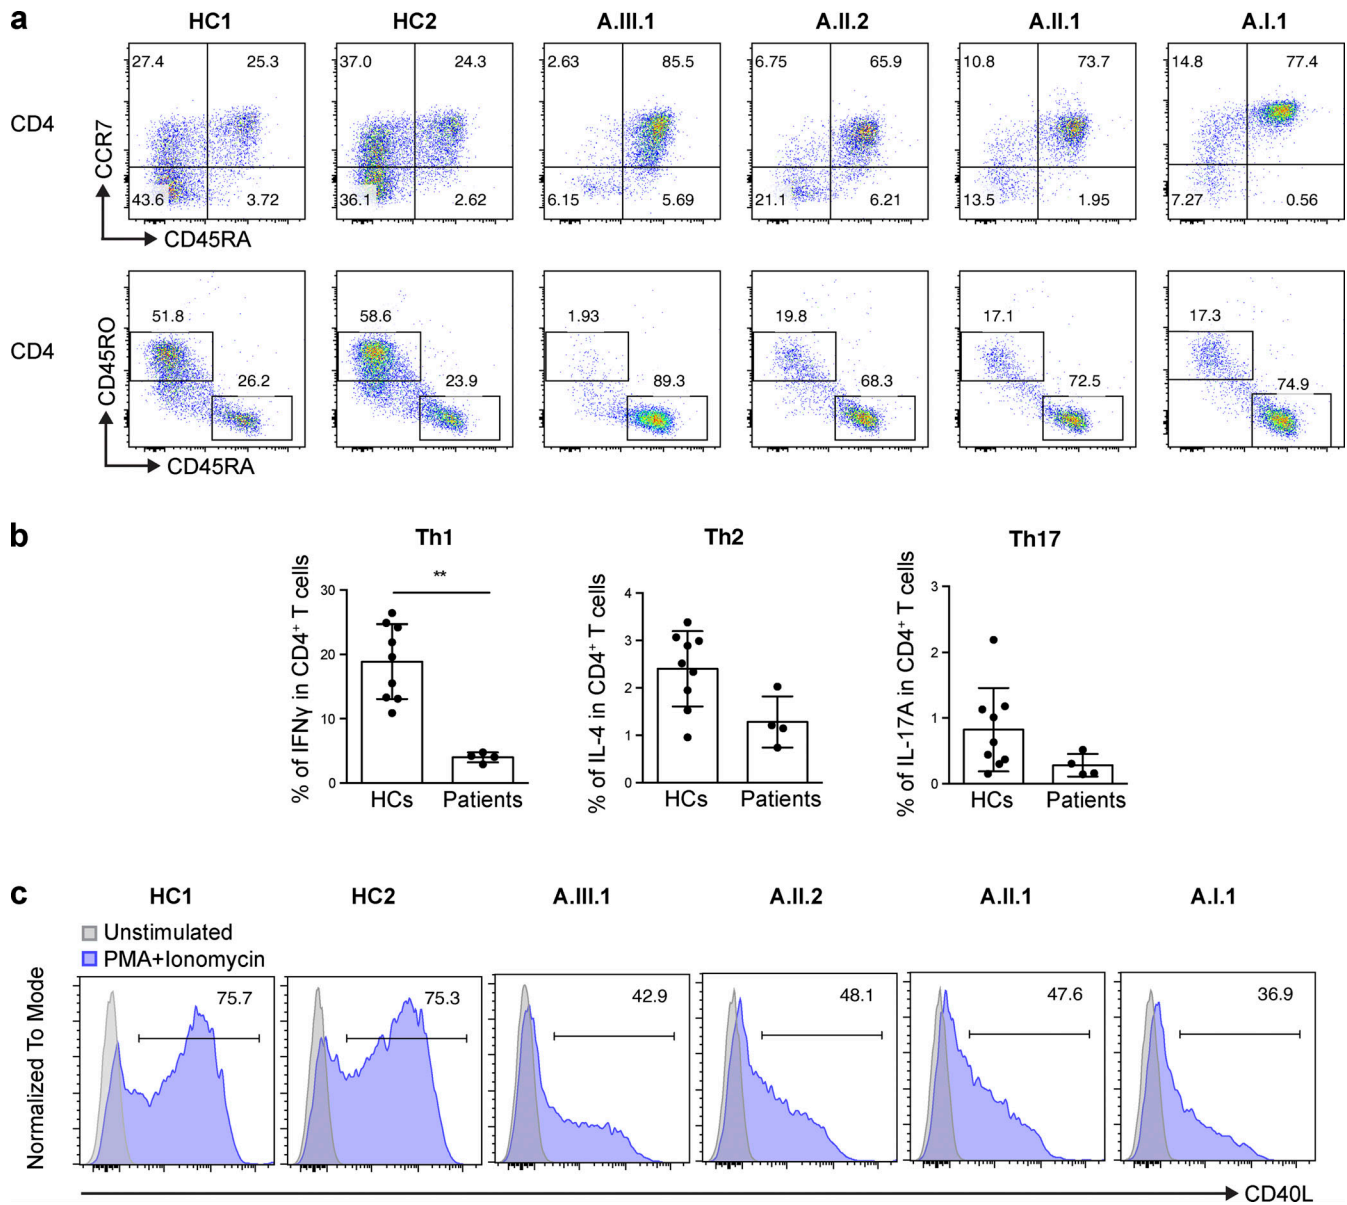 a
HC1 HC2 A.III.1 A.II.2 A.II.1 A.I.1
27.4 25.3 37.0 24.3 2.63 85.5 6.75 65.9 10.8 73.7 14.8 77.4
CD4
CCR7
43.6 3.72 36.1 2.62 6.15 5.69 21.1 6.21 13.5 1.95 7.27 0.56
CD45RA
51.8 58.6 1.93 19.8 17.1 17.3
CD4
CD45RO
26.2 23.9 89.3 68.3 72.5 74.9
CD45RA
b
Th1
% of IFNγ in CD4⁺ T cells
30
20
10
0
**
HCs Patients
Th2
% of IL-4 in CD4⁺ T cells
4
3
2
1
0
HCs Patients
Th17
% of IL-17A in CD4⁺ T cells
3
2
1
0
HCs Patients
c
HC1 HC2 A.III.1 A.II.2 A.II.1 A.I.1
Unstimulated
PMA+Ionomycin
Normalized To Mode
75.7 75.3 42.9 48.1 47.6 36.9
CD40L